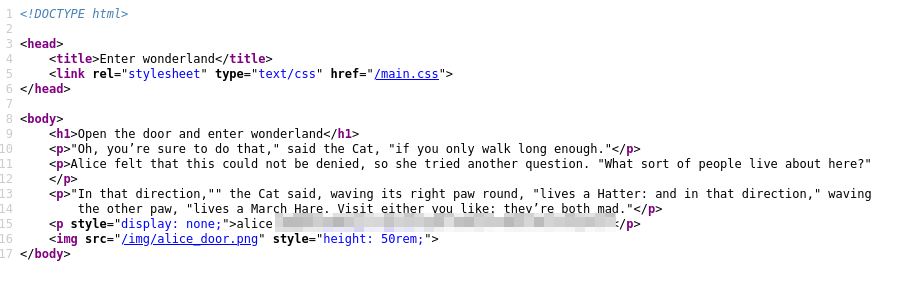 1 <!DOCTYPE html>
2
3 <head>
4 <title>Enter wonderland</title>
5 <link rel="stylesheet" type="text/css" href="/main.css">
6 </head>
7
8 <body>
9 <h1>Open the door and enter wonderland</h1>
10 <p>"Oh, you’re sure to do that," said the Cat, "if you only walk long enough."</p>
11 <p>Alice felt that this could not be denied, so she tried another question. "What sort of people live about here?"
12 </p>
13 <p>"In that direction,"" the Cat said, waving its right paw round, "lives a Hatter: and in that direction," waving
14 the other paw, "lives a March Hare. Visit either you like: they’re both mad."</p>
15 <p style="display: none;">alice </p>
16 <img src="/img/alice_door.png" style="height: 50rem;">
17 </body>